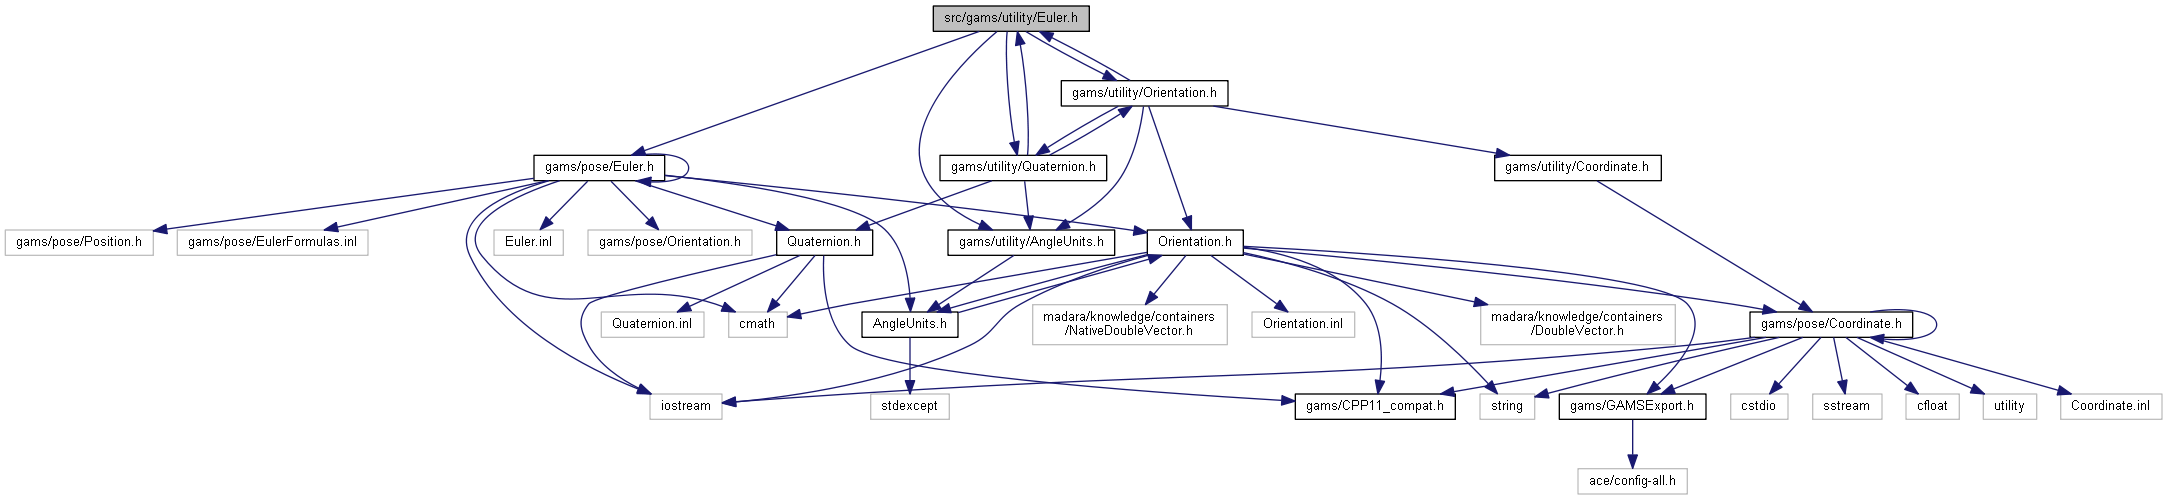 src/gams/utility/Euler.h
gams/utility/Orientation.h
gams/pose/Euler.h
gams/utility/Quaternion.h
gams/utility/Coordinate.h
gams/pose/Position.h
gams/pose/EulerFormulas.inl
Euler.inl
gams/pose/Orientation.h
Quaternion.h
gams/utility/AngleUnits.h
Orientation.h
Quaternion.inl
cmath
AngleUnits.h
madara/knowledge/containers
/NativeDoubleVector.h
Orientation.inl
madara/knowledge/containers
/DoubleVector.h
gams/pose/Coordinate.h
iostream
stdexcept
gams/CPP11_compat.h
string
gams/GAMSExport.h
cstdio
sstream
cfloat
utility
Coordinate.inl
ace/config-all.h